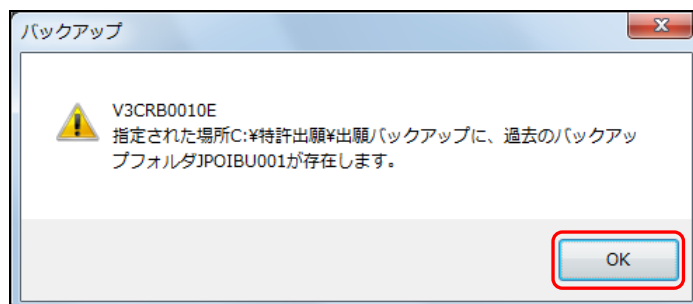 バックアップ
V3CRB0010E
指定された場所C:¥特許出願¥出願バックアップに、過去のバックアッ
プフォルダJPOIBU001が存在します。
OK